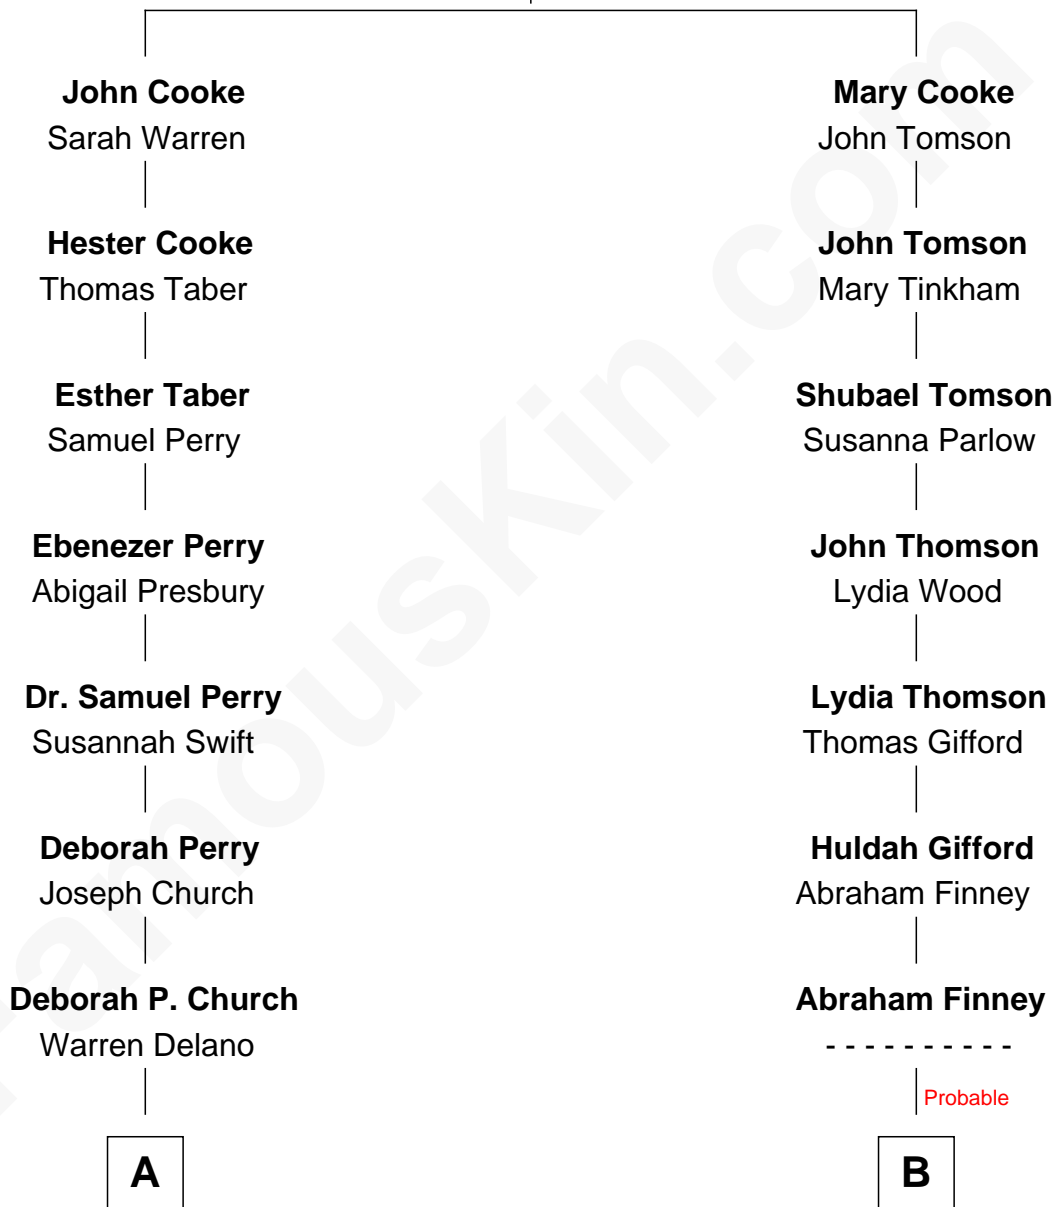 John Cooke
Sarah Warren
Mary Cooke
John Tomson
Hester Cooke
Thomas Taber
John Tomson
Mary Tinkham
Esther Taber
Samuel Perry
Shubael Tomson
Susanna Parlow
Ebenezer Perry
Abigail Presbury
John Thomson
Lydia Wood
Dr. Samuel Perry
Susannah Swift
Lydia Thomson
Thomas Gifford
Deborah Perry
Joseph Church
Huldah Gifford
Abraham Finney
Deborah P. Church
Warren Delano
Abraham Finney
- - - - - - - - - -
Probable
A
B
FamousKin.com